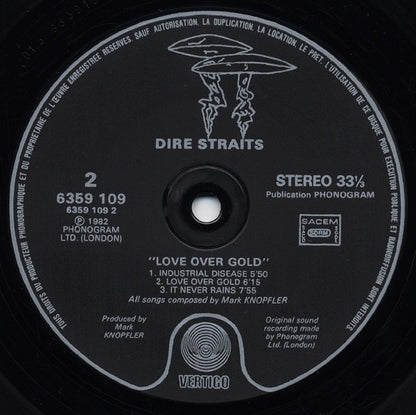 TOUS DROITS DU PRODUCTEUR PHONOGRAPHIQUE ET DU PROPRIETAIRE DE L'ŒUVRE ENREGISTREE RESERVES. SAUF AUTORISATION, LA DUPLICATION, LA LOCATION, LE PRET, L'UTILISATION DE CE DISQUE POUR EXECUTION PUBLIQUE ET RADIODIFFUSION SONT INTERDITS
DIRE STRAITS
2
STEREO 33⅓
6359 109
Publication PHONOGRAM
6359 109 2
Ⓟ 1982
PHONOGRAM
LTD. (LONDON)
SACEM
SDRM
"LOVE OVER GOLD"
1. INDUSTRIAL DISEASE 5'50
2. LOVE OVER GOLD 6'15
3. IT NEVER RAINS 7'55
All songs composed by Mark KNOPFLER
Produced by
Mark
KNOPFLER
Original sound
recording made
by Phonogram
Ltd. (London)
VERTIGO